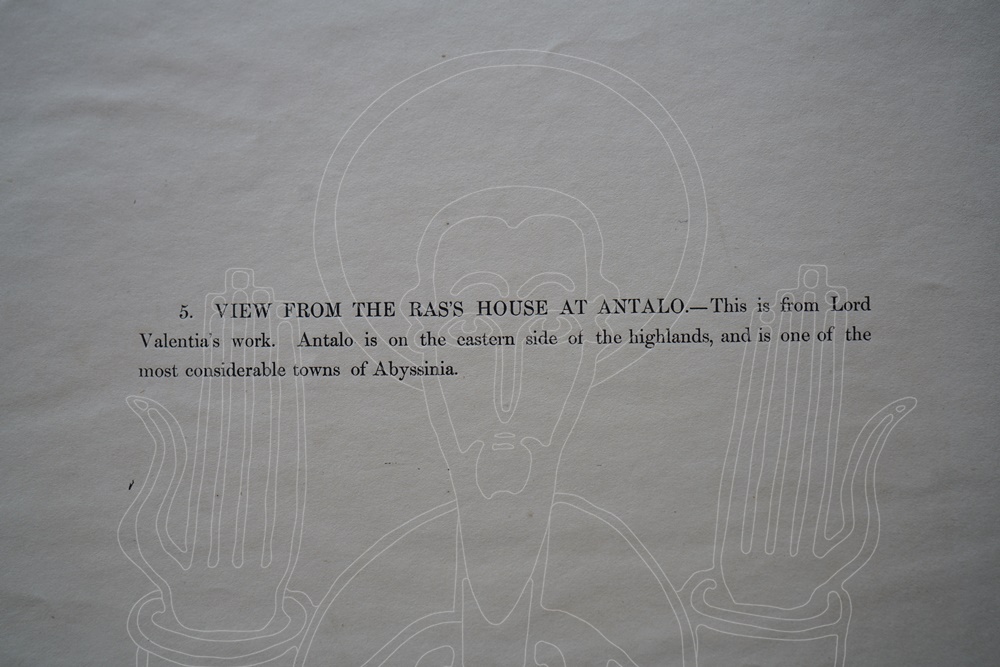 5. VIEW FROM THE RAS'S HOUSE AT ANTALO.—This is from Lord
Valentia's work. Antalo is on the eastern side of the highlands, and is one of the
most considerable towns of Abyssinia.